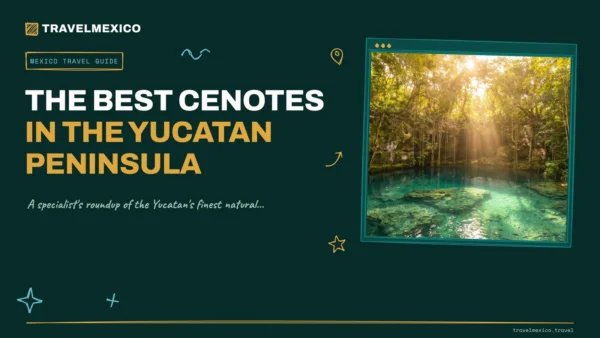 TRAVELMEXICO
MEXICO TRAVEL GUIDE
THE BEST CENOTES
IN THE YUCATAN
PENINSULA
A specialist's roundup of the Yucatan's finest natural...
travelmexico.travel